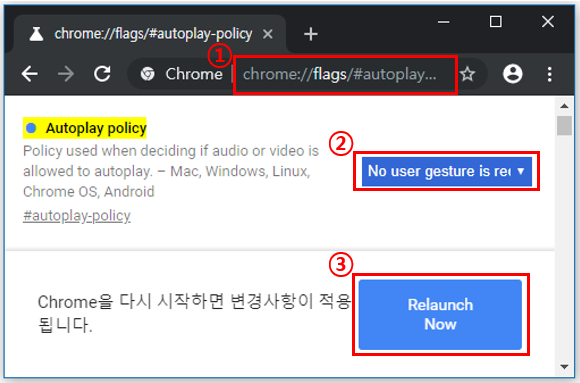 chrome://flags/#autoplay-policy
①
Chrome | chrome://flags/#autoplay...
Autoplay policy
②
Policy used when deciding if audio or video is
allowed to autoplay. – Mac, Windows, Linux,
Chrome OS, Android
No user gesture is rec
#autoplay-policy
③
Chrome을 다시 시작하면 변경사항이 적용
됩니다.
Relaunch
Now